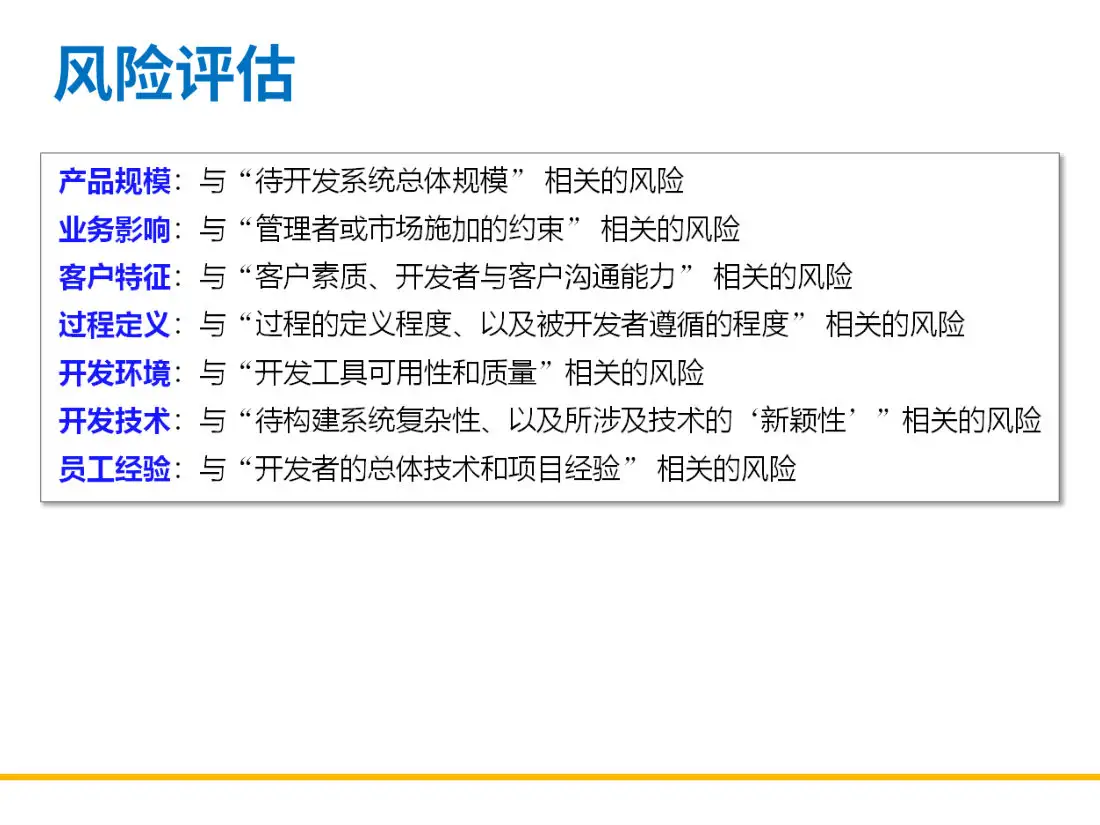 风险评估
产品规模：与“待开发系统总体规模” 相关的风险
业务影响：与“管理者或市场施加的约束” 相关的风险
客户特征：与“客户素质、开发者与客户沟通能力” 相关的风险
过程定义：与“过程的定义程度、以及被开发者遵循的程度” 相关的风险
开发环境：与“开发工具可用性和质量”相关的风险
开发技术：与“待构建系统复杂性、以及所涉及技术的‘新颖性’”相关的风险
员工经验：与“开发者的总体技术和项目经验” 相关的风险